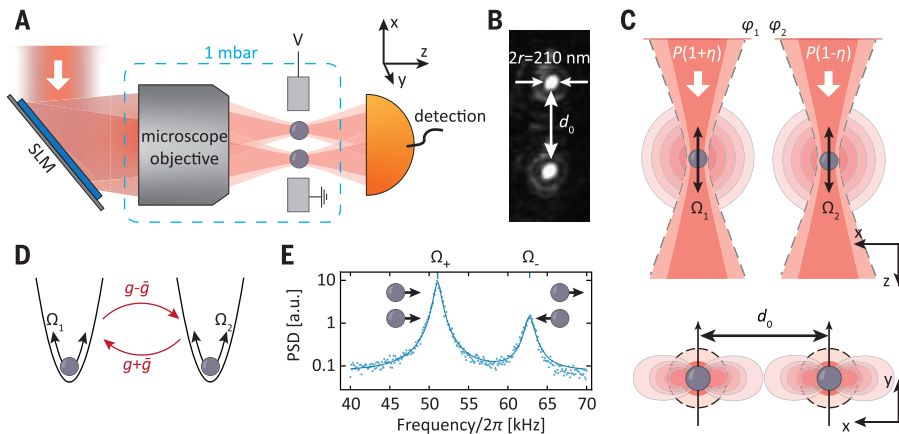 A
1 mbar
V
x
z
y
SLM
microscope
objective
detection
B
2r=210 nm
d₀
C
φ₁ φ₂
P(1+η)
P(1-η)
Ω₁
Ω₂
x
z
d₀
y
x
D
Ω₁
g-ḡ
Ω₂
g+ḡ
E
Ω₊
Ω₋
PSD [a.u.]
10
1
0.1
40 45 50 55 60 65 70
Frequency/2π [kHz]